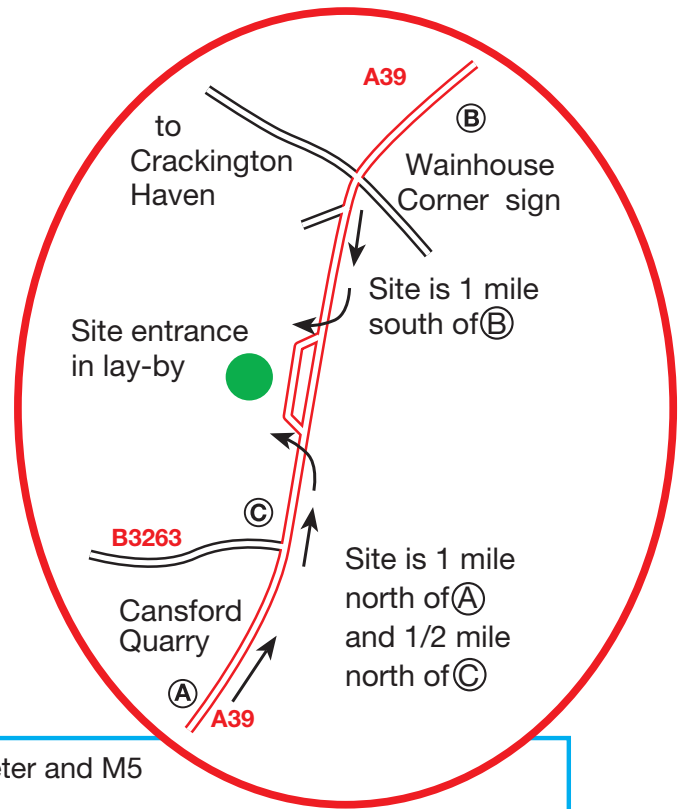 A39
B
to
Crackington
Haven
Wainhouse
Corner sign
Site is 1 mile
south of B
Site entrance
in lay-by
C
B3263
Site is 1 mile
north of A
and 1/2 mile
north of C
Cansford
Quarry
A
A39
and M5